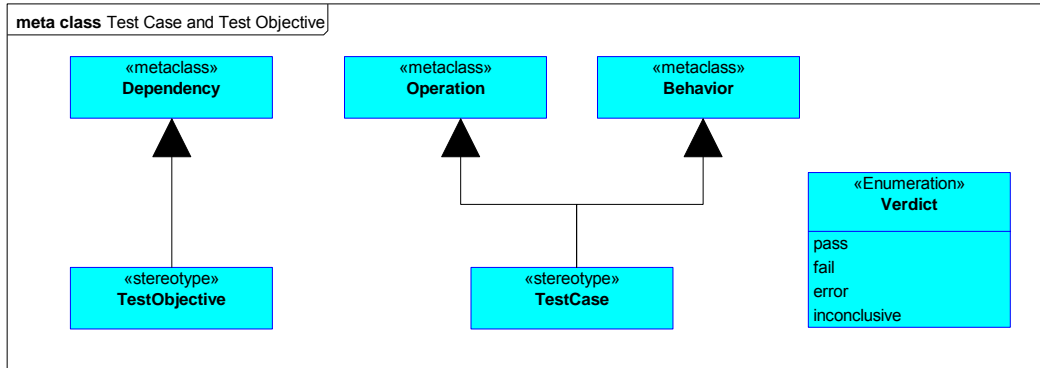 meta class Test Case and Test Objective
«metaclass»
Dependency
«metaclass»
Operation
«metaclass»
Behavior
«Enumeration»
Verdict
pass
fail
error
inconclusive
«stereotype»
TestObjective
«stereotype»
TestCase